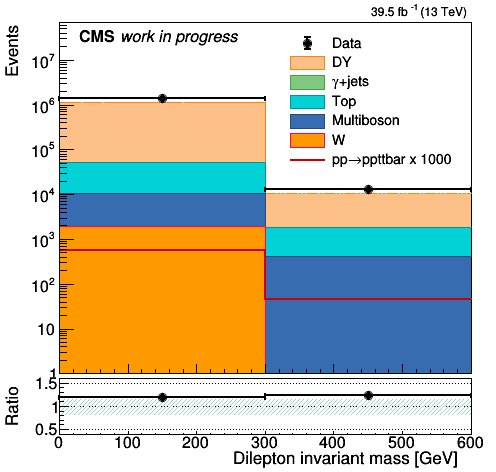 39.5 fb⁻¹ (13 TeV)
CMS work in progress
Events
10⁷
10⁶
10⁵
10⁴
10³
10²
10
1
Data
DY
γ+jets
Top
Multiboson
W
pp→ppttbar x 1000
Ratio
1.5
1
0.5
0 100 200 300 400 500 600
Dilepton invariant mass [GeV]